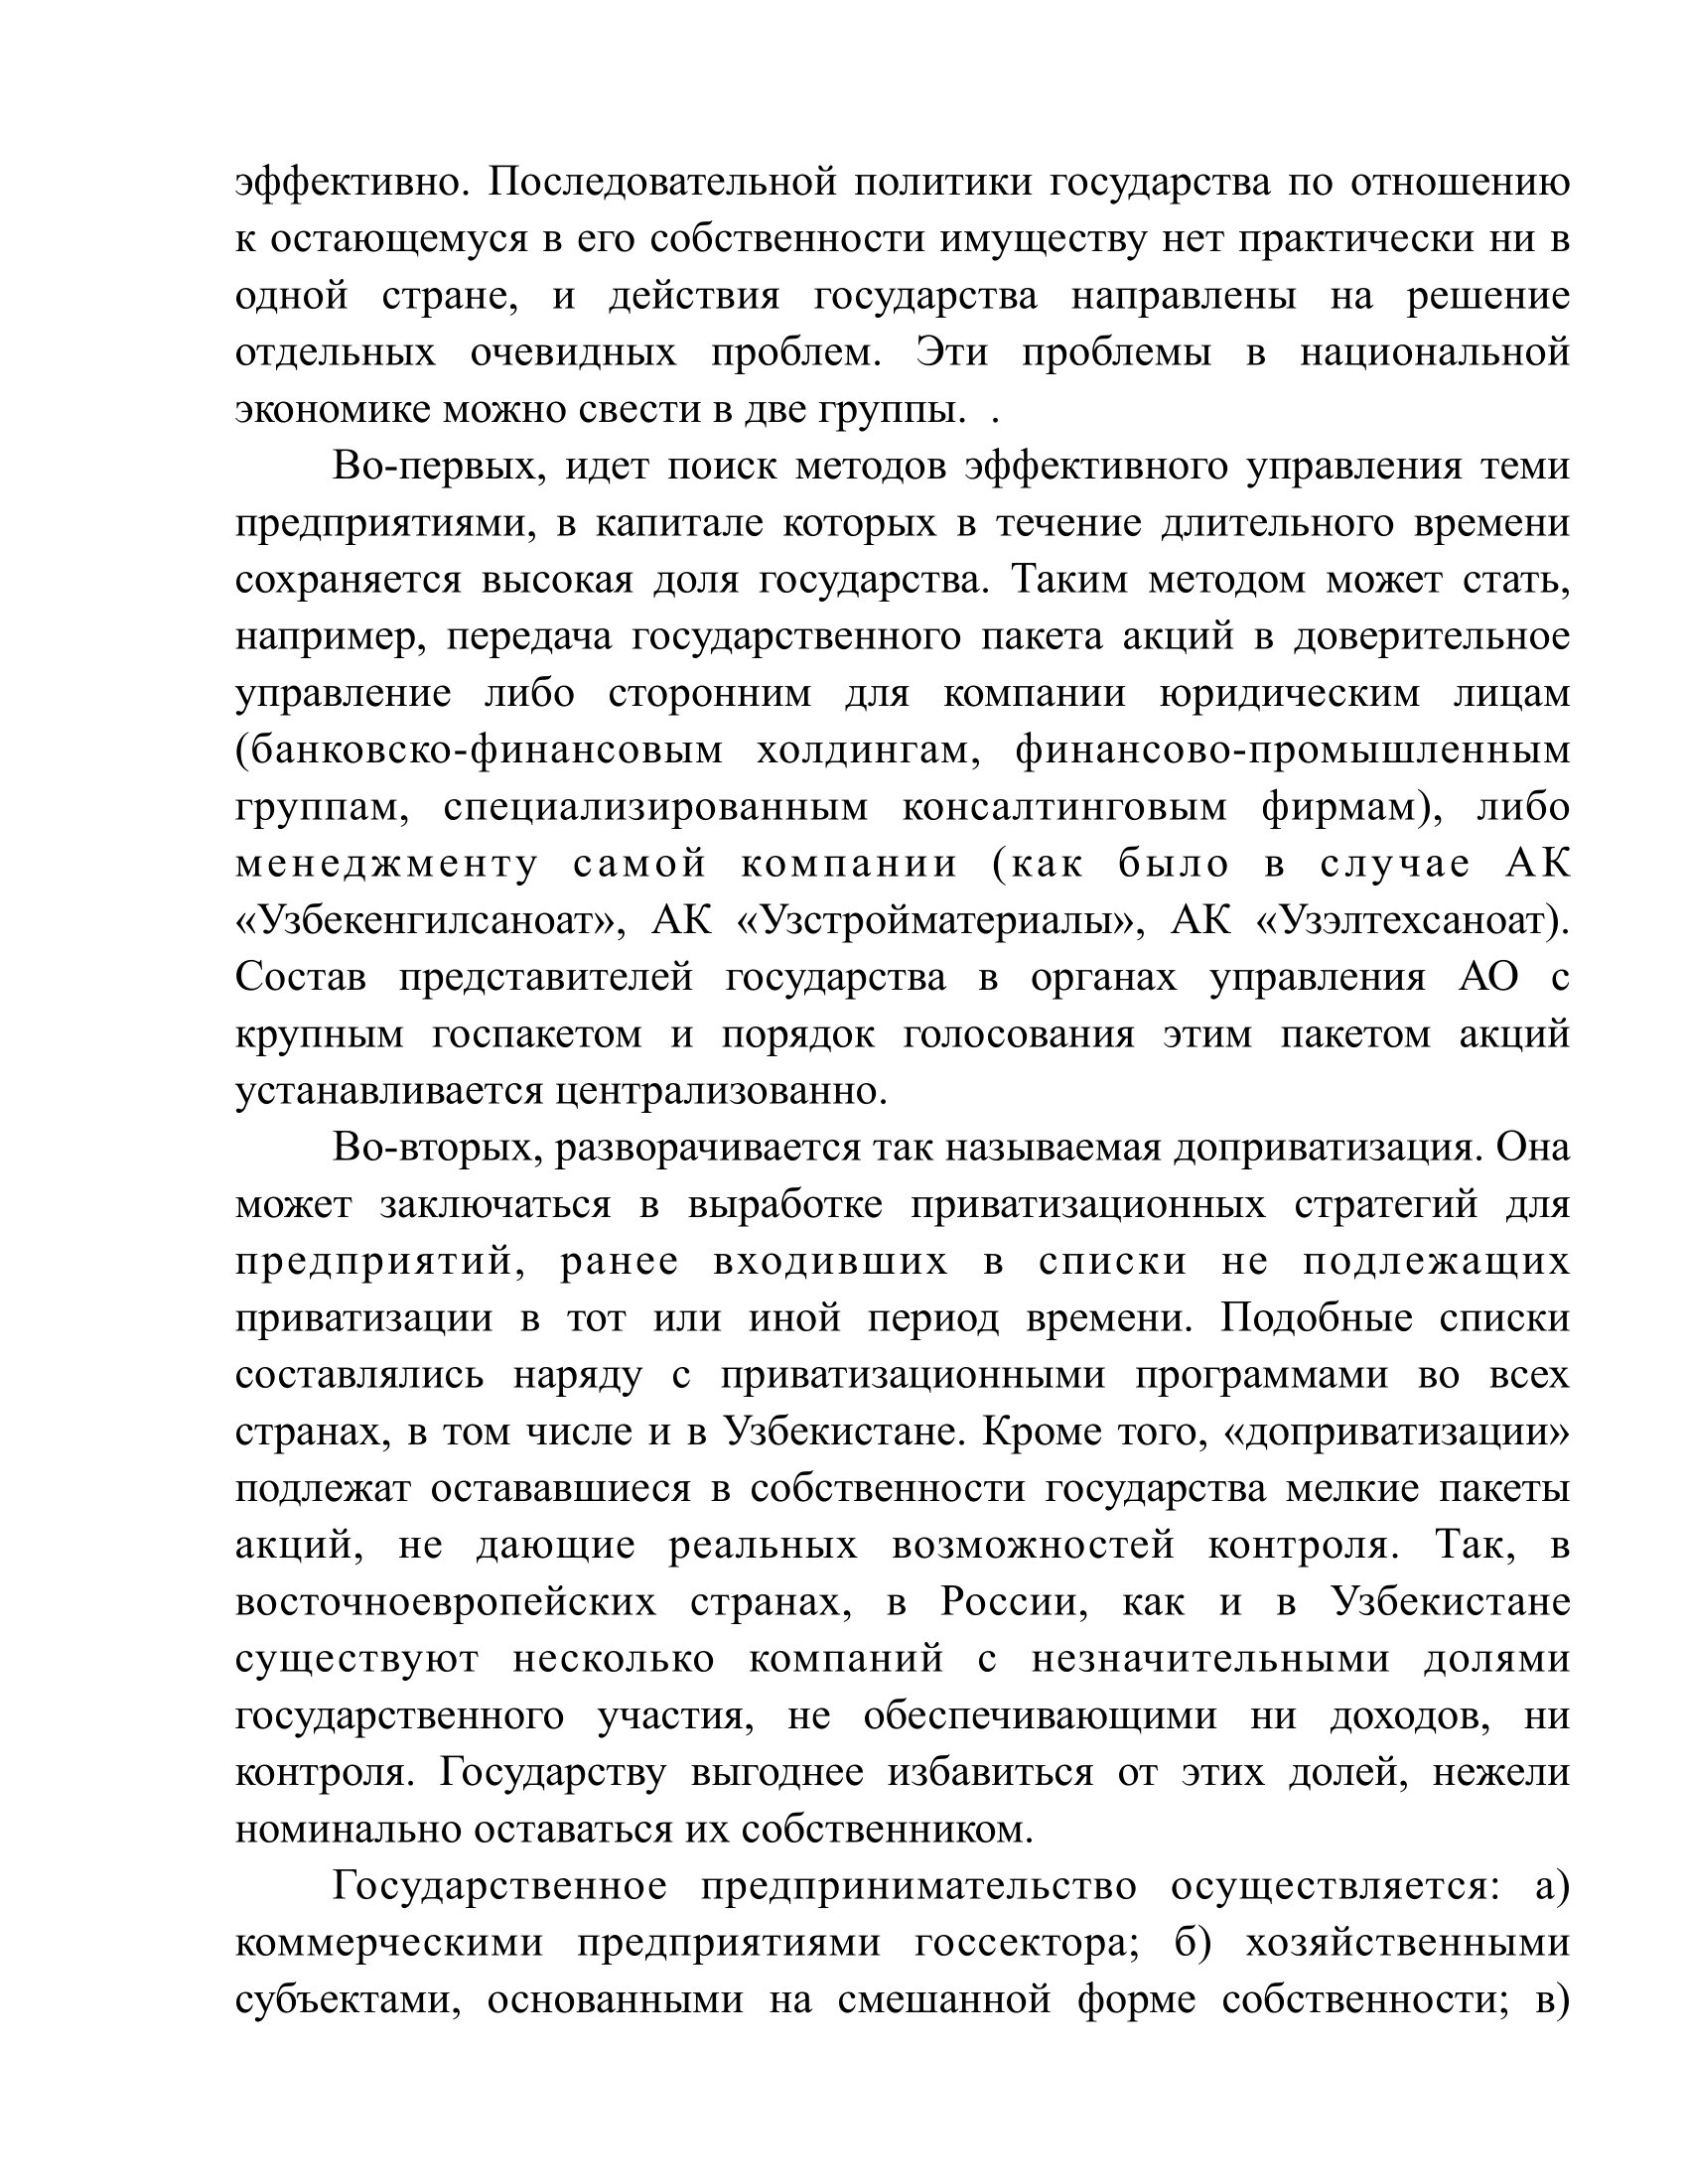 эффективно. Последовательной политики государства по отношению
к остающемуся в его собственности имуществу нет практически ни в
одной стране, и действия государства направлены на решение
отдельных очевидных проблем. Эти проблемы в национальной
экономике можно свести в две группы.  .
Во-первых, идет поиск методов эффективного управления теми
предприятиями, в капитале которых в течение длительного времени
сохраняется высокая доля государства. Таким методом может стать,
например, передача государственного пакета акций в доверительное
управление либо сторонним для компании юридическим лицам
(банковско-финансовым холдингам, финансово-промышленным
группам, специализированным консалтинговым фирмам), либо
менеджменту самой компании (как было в случае АК
«Узбекенгилсаноат», АК «Узстройматериалы», АК «Узэлтехсаноат).
Состав представителей государства в органах управления АО с
крупным госпакетом и порядок голосования этим пакетом акций
устанавливается централизованно.
Во-вторых, разворачивается так называемая доприватизация. Она
может заключаться в выработке приватизационных стратегий для
предприятий, ранее входивших в списки не подлежащих
приватизации в тот или иной период времени. Подобные списки
составлялись наряду с приватизационными программами во всех
странах, в том числе и в Узбекистане. Кроме того, «доприватизации»
подлежат остававшиеся в собственности государства мелкие пакеты
акций, не дающие реальных возможностей контроля. Так, в
восточноевропейских странах, в России, как и в Узбекистане
существуют несколько компаний с незначительными долями
государственного участия, не обеспечивающими ни доходов, ни
контроля. Государству выгоднее избавиться от этих долей, нежели
номинально оставаться их собственником.
Государственное предпринимательство осуществляется: а)
коммерческими предприятиями госсектора; б) хозяйственными
субъектами, основанными на смешанной форме собственности; в)